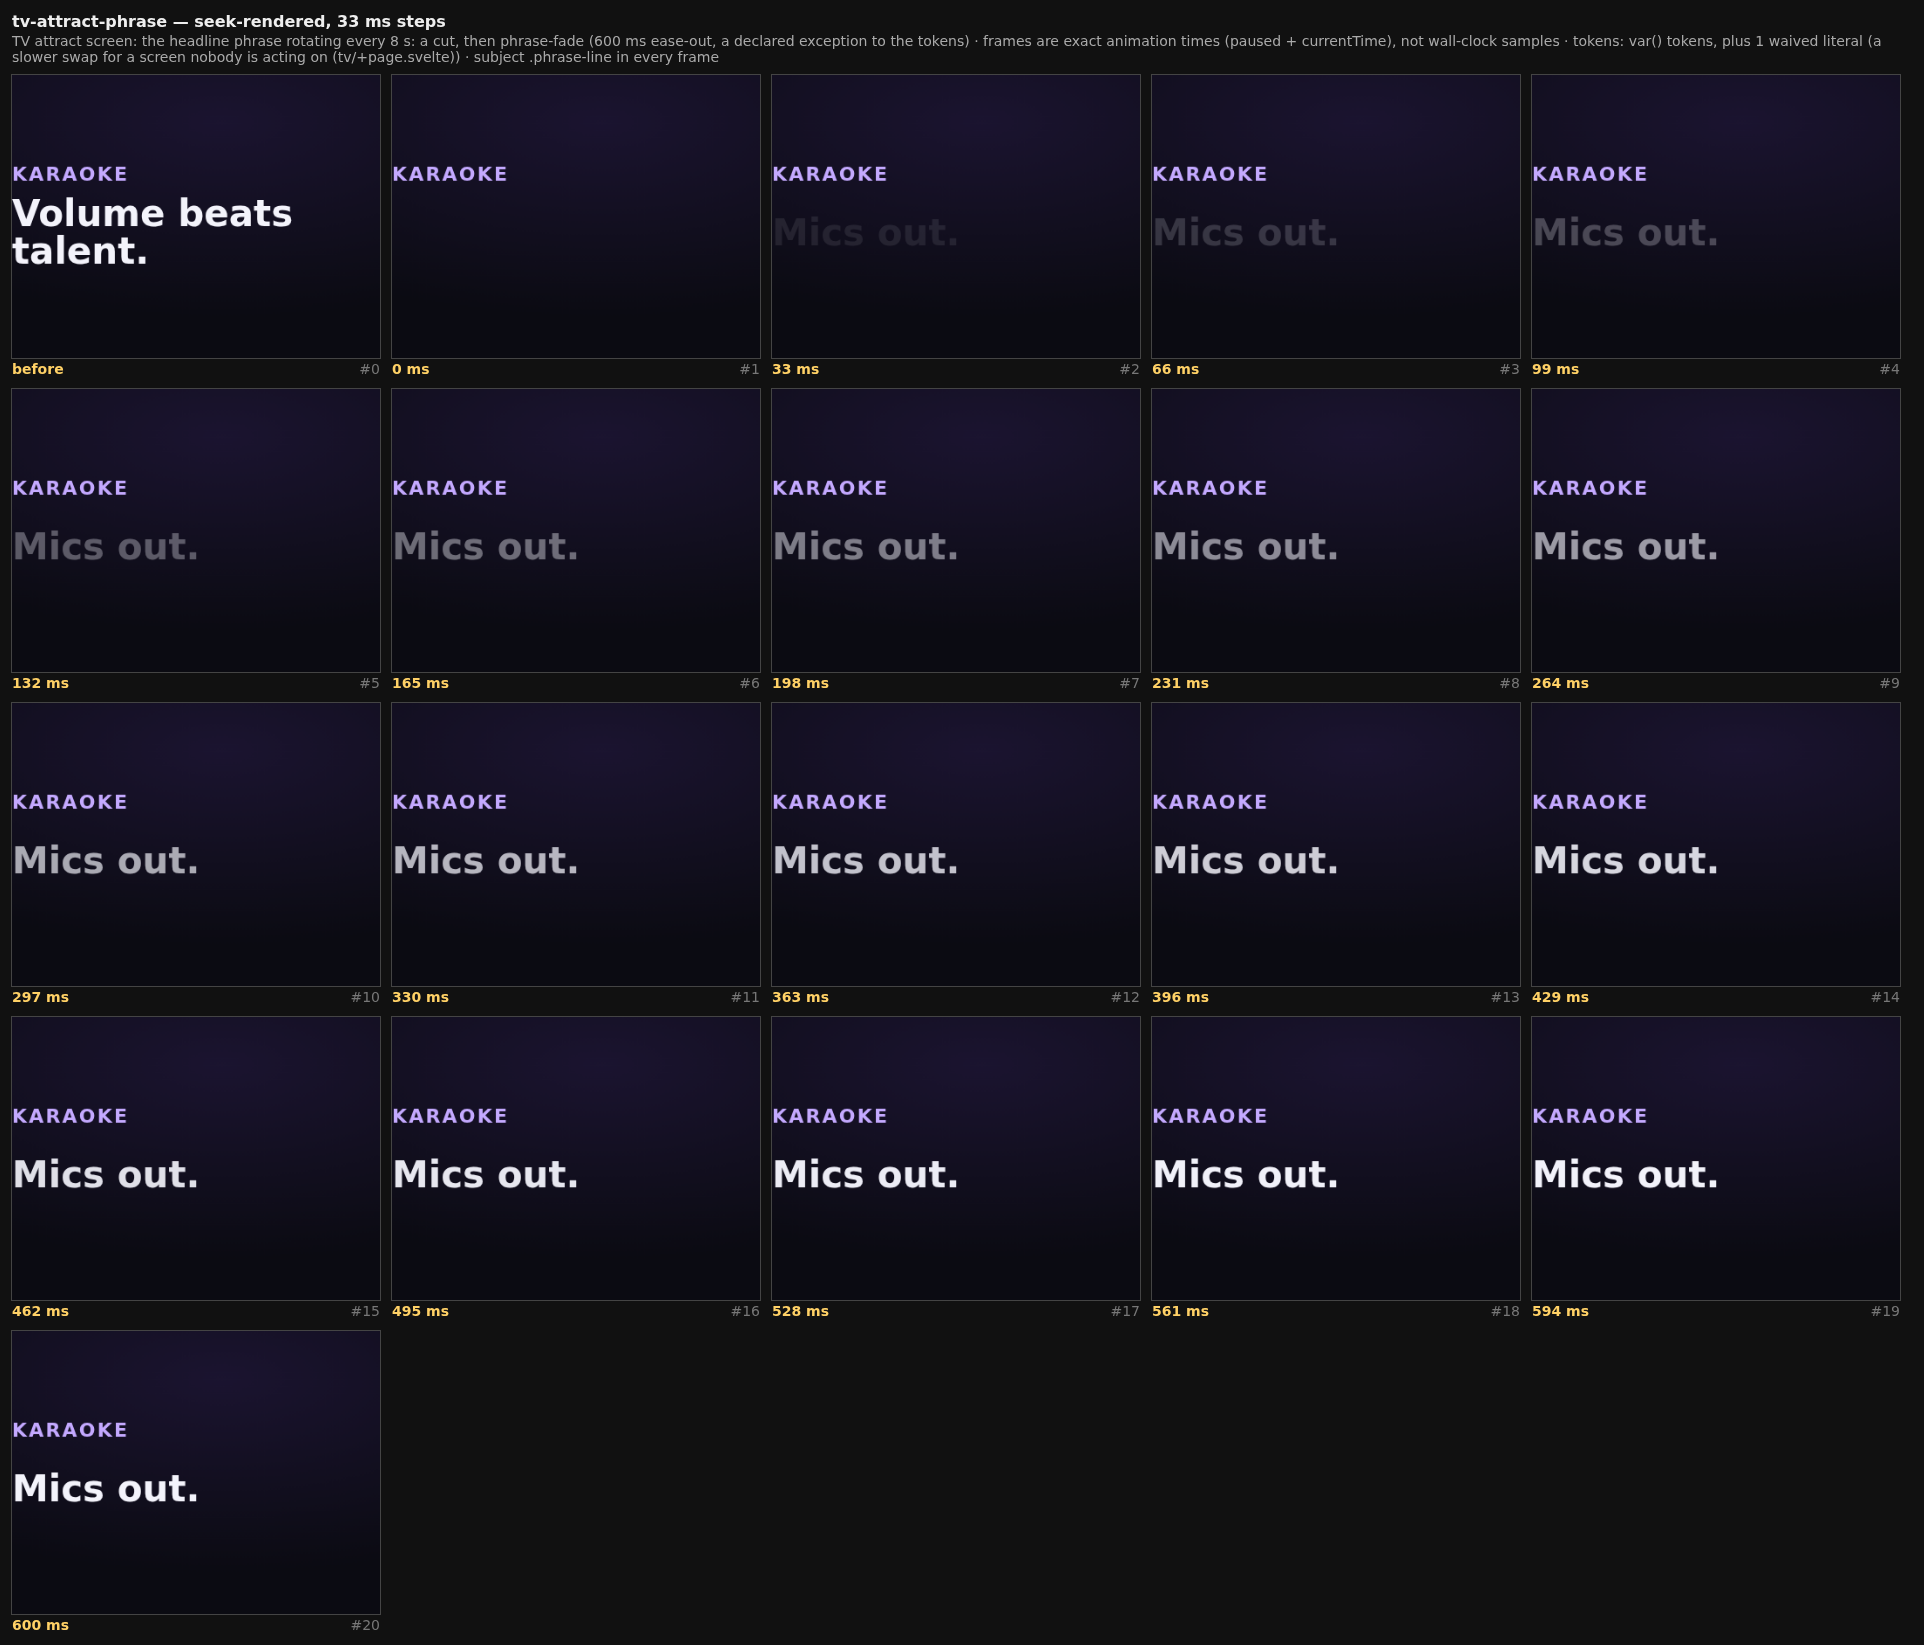 tv-attract-phrase — seek-rendered, 33 ms steps
TV attract screen: the headline phrase rotating every 8 s: a cut, then phrase-fade (600 ms ease-out, a declared exception to the tokens) · frames are exact animation times (paused + currentTime), not wall-clock samples · tokens: var() tokens, plus 1 waived literal (a
slower swap for a screen nobody is acting on (tv/+page.svelte)) · subject .phrase-line in every frame
KARAOKE
Volume beats
talent.
before #0
KARAOKE
0 ms #1
KARAOKE
Mics out.
33 ms #2
KARAOKE
Mics out.
66 ms #3
KARAOKE
Mics out.
99 ms #4
KARAOKE
Mics out.
132 ms #5
KARAOKE
Mics out.
165 ms #6
KARAOKE
Mics out.
198 ms #7
KARAOKE
Mics out.
231 ms #8
KARAOKE
Mics out.
264 ms #9
KARAOKE
Mics out.
297 ms #10
KARAOKE
Mics out.
330 ms #11
KARAOKE
Mics out.
363 ms #12
KARAOKE
Mics out.
396 ms #13
KARAOKE
Mics out.
429 ms #14
KARAOKE
Mics out.
462 ms #15
KARAOKE
Mics out.
495 ms #16
KARAOKE
Mics out.
528 ms #17
KARAOKE
Mics out.
561 ms #18
KARAOKE
Mics out.
594 ms #19
KARAOKE
Mics out.
600 ms #20